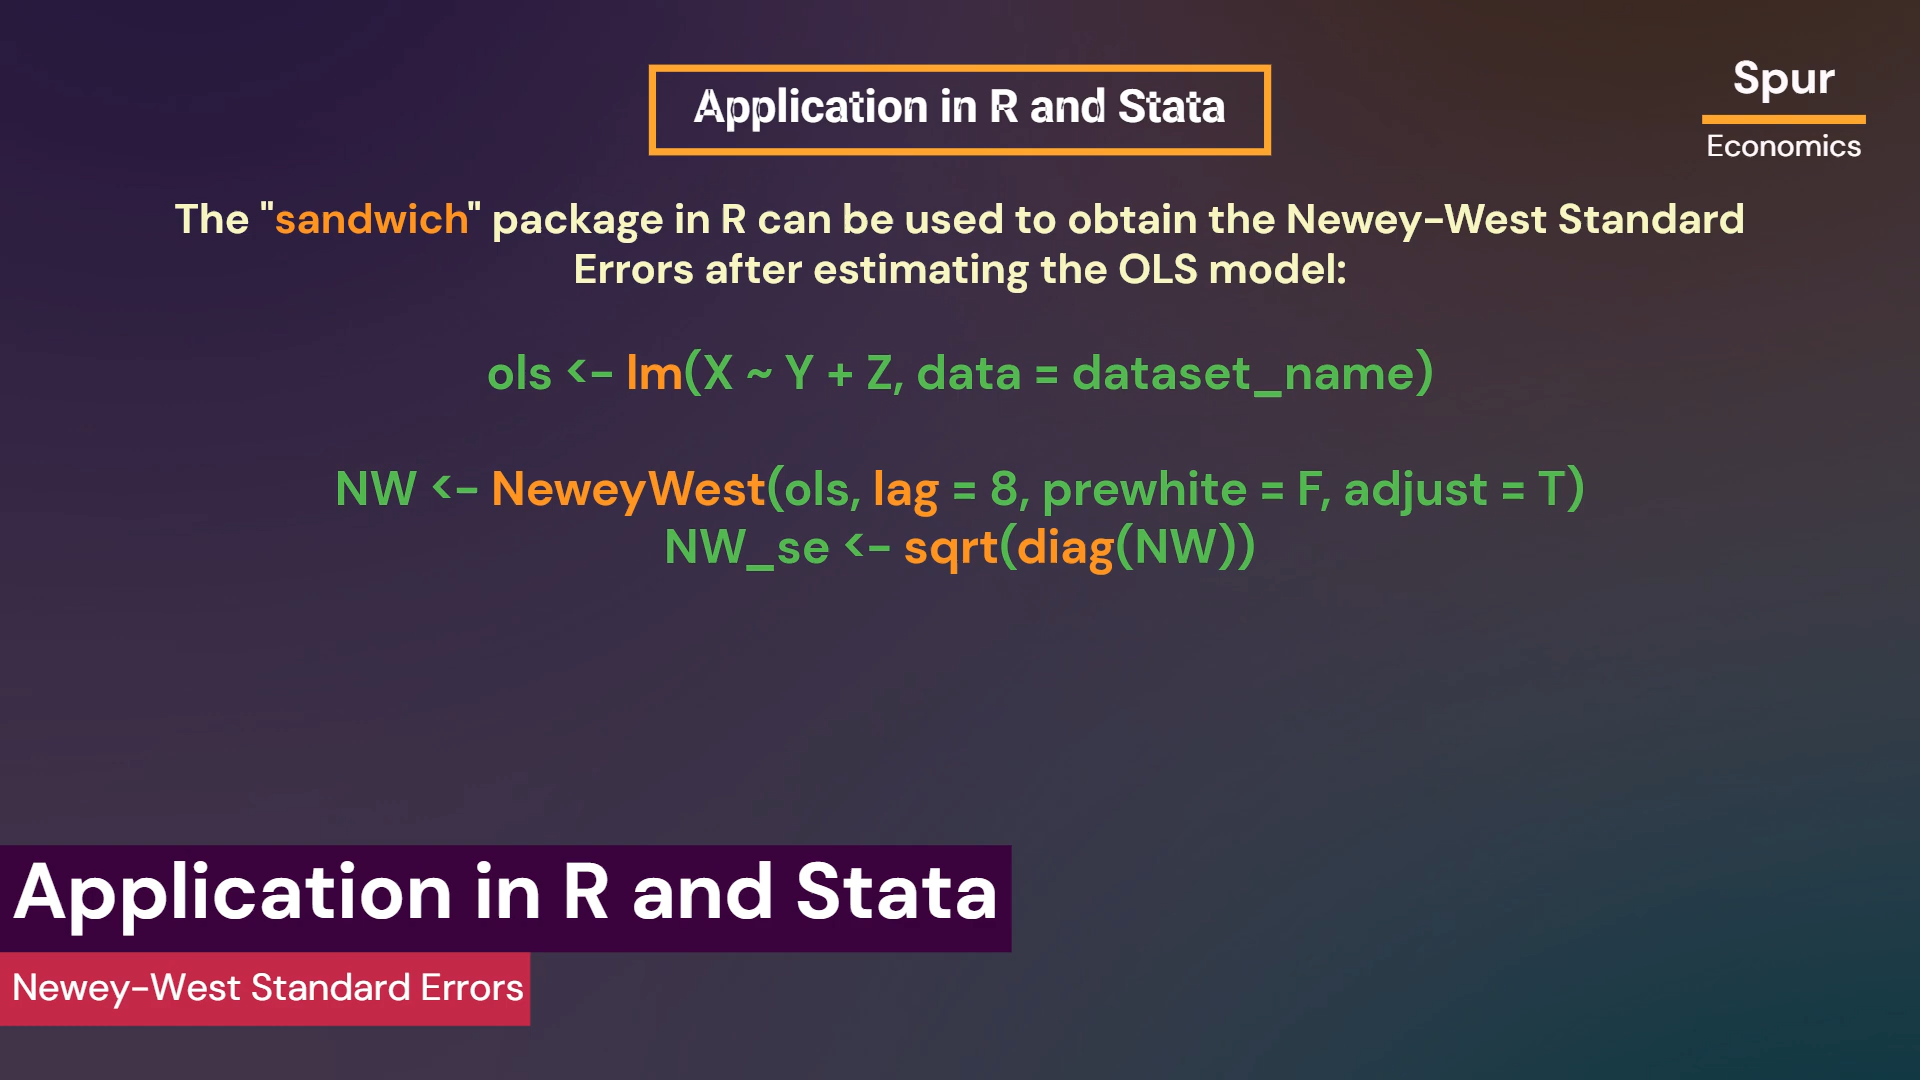 Application in R and Stata
Spur
Economics
The "sandwich" package in R can be used to obtain the Newey-West Standard
Errors after estimating the OLS model:
ols <- lm(X ~ Y + Z, data = dataset_name)
NW <- NeweyWest(ols, lag = 8, prewhite = F, adjust = T)
NW_se <- sqrt(diag(NW))
Application in R and Stata
Newey-West Standard Errors